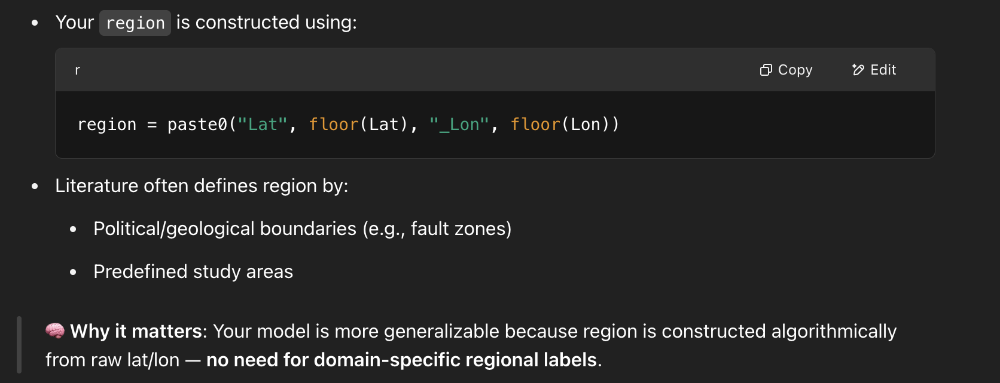 Your region is constructed using:
r
Copy
Edit
region = paste0("Lat", floor(Lat), "_Lon", floor(Lon))
Literature often defines region by:
Political/geological boundaries (e.g., fault zones)
Predefined study areas
🧠 Why it matters: Your model is more generalizable because region is constructed algorithmically
from raw lat/lon — no need for domain-specific regional labels.